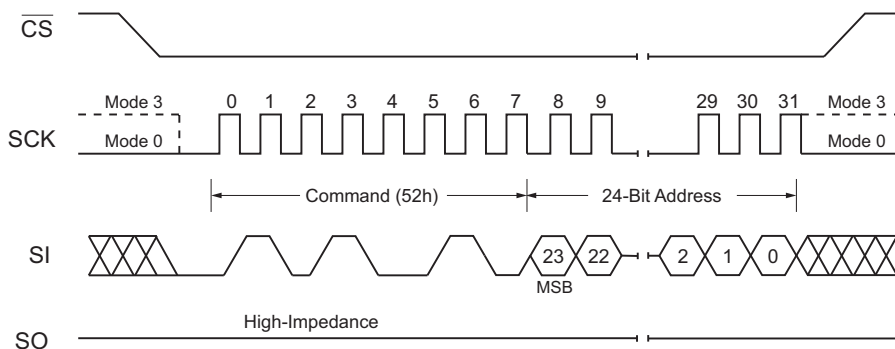 CS
Mode 3 0 1 2 3 4 5 6 7 8 9 29 30 31 Mode 3
SCK Mode 0 Mode 0
Command (52h) 24-Bit Address
SI 23 22 2 1 0
MSB
High-Impedance
SO